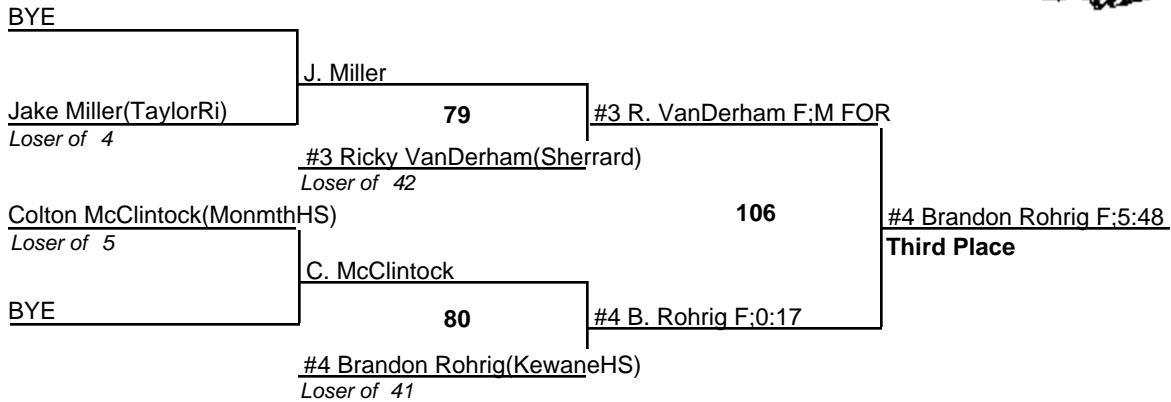 BYE
J. Miller
Jake Miller(TaylorRi)
79
#3 R. VanDerham F;M FOR
Loser of 4
#3 Ricky VanDerham(Sherrard)
Loser of 42
Colton McClintock(MonmthHS)
106
#4 Brandon Rohrig F;5:48
Loser of 5
Third Place
C. McClintock
BYE
80
#4 B. Rohrig F;0:17
#4 Brandon Rohrig(KewaneHS)
Loser of 41